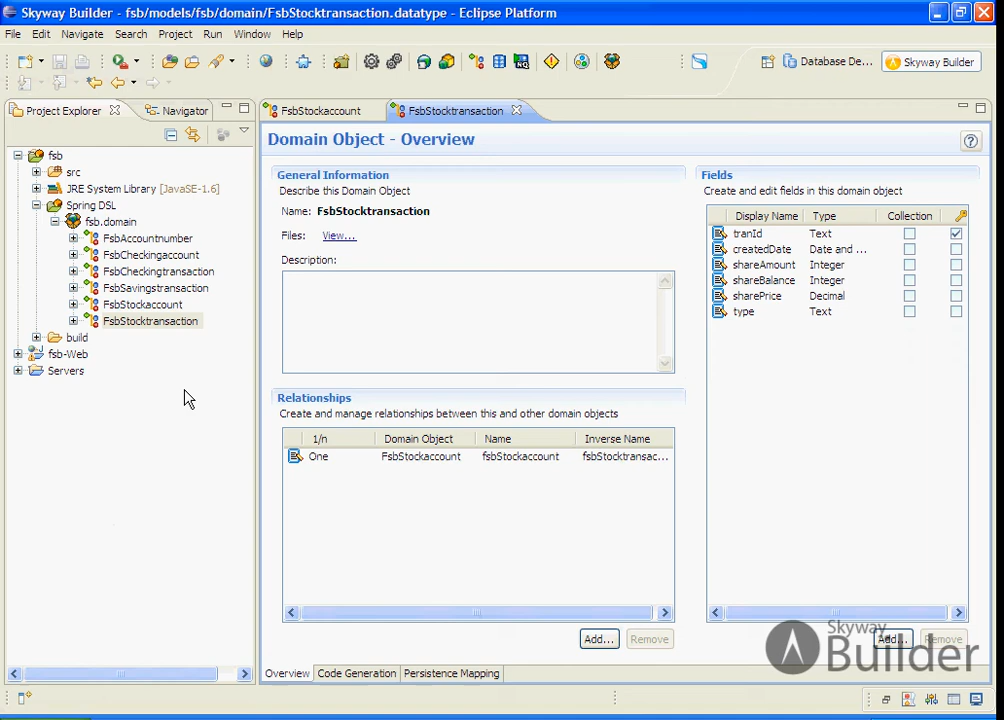 Skyway Builder - fsb/models/fsb/domain/FsbStocktransaction.datatype - Eclipse Platform
File Edit Navigate Search Project Run Window Help
Database De... Skyway Builder
Project Explorer Navigator
FsbStockaccount FsbStocktransaction
Domain Object - Overview
fsb
src
JRE System Library [JavaSE-1.6]
Spring DSL
fsb.domain
FsbAccountnumber
FsbCheckingaccount
FsbCheckingtransaction
FsbSavingstransaction
FsbStockaccount
FsbStocktransaction
build
fsb-Web
Servers
General Information
Describe this Domain Object
Name: FsbStocktransaction
Files: View...
Description:
Relationships
Create and manage relationships between this and other domain objects
1/n Domain Object Name Inverse Name
One FsbStockaccount fsbStockaccount fsbStocktransac...
Add... Remove
Fields
Create and edit fields in this domain object
Display Name Type Collection
tranId Text
createdDate Date and ...
shareAmount Integer
shareBalance Integer
sharePrice Decimal
type Text
Add... Remove
Skyway
Builder
Overview Code Generation Persistence Mapping